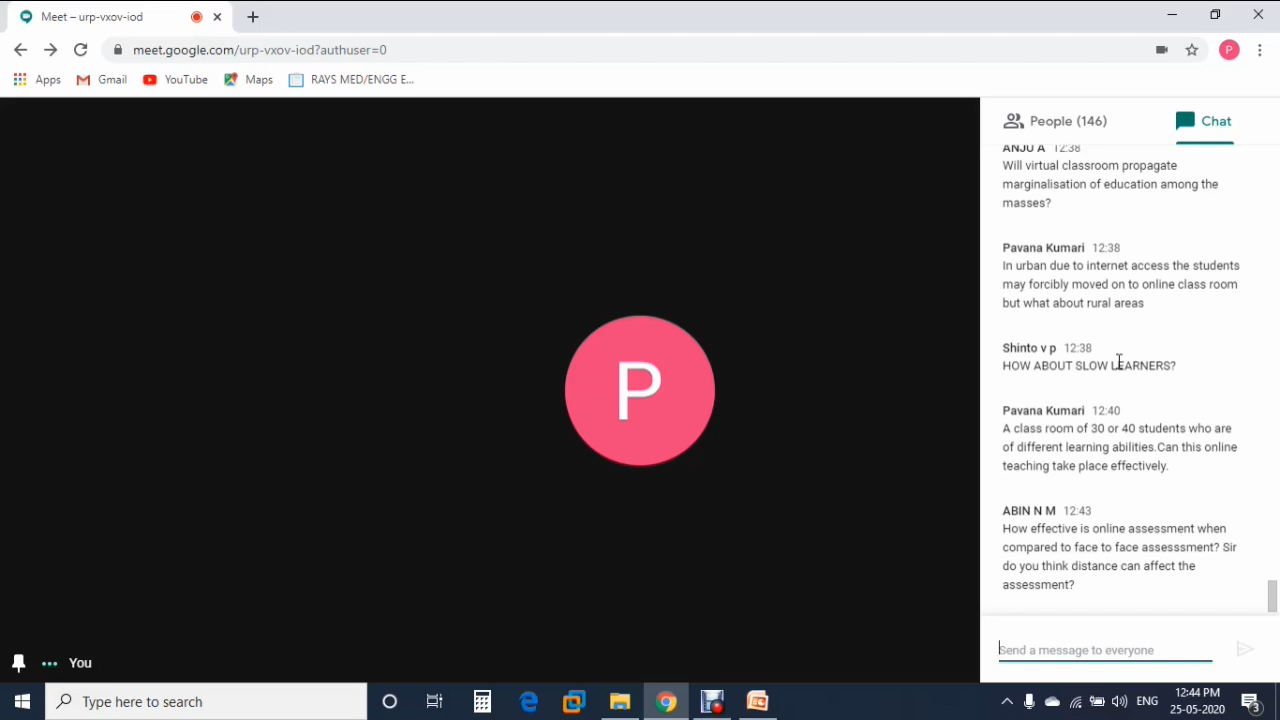 Meet – urp-vxov-iod
meet.google.com/urp-vxov-iod?authuser=0
P
Apps
Gmail
YouTube
Maps
RAYS MED/ENGG E...
People (146)
Chat
ANJU A 12:38
Will virtual classroom propagate
marginalisation of education among the
masses?
Pavana Kumari 12:38
In urban due to internet access the students
may forcibly moved on to online class room
but what about rural areas
Shinto v p 12:38
HOW ABOUT SLOW LEARNERS?
P
Pavana Kumari 12:40
A class room of 30 or 40 students who are
of different learning abilities.Can this online
teaching take place effectively.
ABIN N M 12:43
How effective is online assessment when
compared to face to face assesssment? Sir
do you think distance can affect the
assessment?
Send a message to everyone
You
Type here to search
ENG
12:44 PM
25-05-2020
3